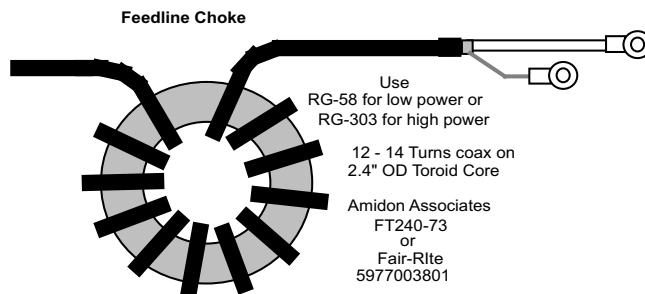 Feedline Choke
Use
RG-58 for low power or
RG-303 for high power
12 - 14 Turns coax on
2.4" OD Toroid Core
Amidon Associates
FT240-73
or
Fair-RIte
5977003801